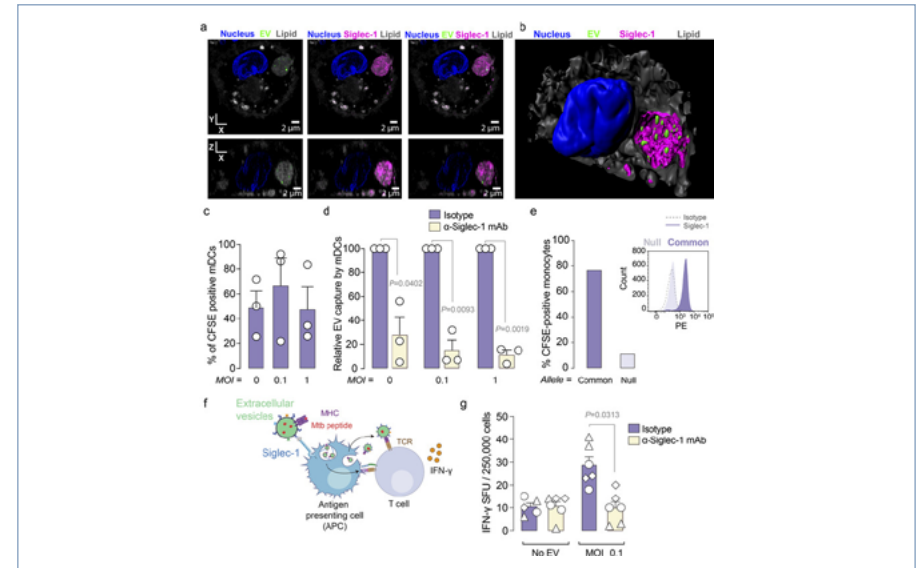 a
b
Nucleus EV Lipid
Nucleus Siglec-1 Lipid
Nucleus EV Siglec-1 Lipid
Nucleus EV Siglec-1 Lipid
Y
X
2 µm
2 µm
2 µm
Z
X
2 µm
2 µm
2 µm
c
d
e
Isotype
α-Siglec-1 mAb
% of CFSE positive mDCs
100
80
60
40
20
0
MOI = 0 0.1 1
Relative EV capture by mDCs
100
80
60
40
20
0
P=0.0402
P=0.0093
P=0.0019
MOI = 0 0.1 1
% CFSE-positive monocytes
100
80
60
40
20
0
Allele = Common Null
Isotype
Siglec-1
Null Common
Count
0
PE
f
Extracellular
vesicles
MHC
Mtb peptide
Siglec-1
TCR
IFN-γ
Antigen
presenting cell
(APC)
T cell
g
IFN-γ SFU / 250,000 cells
50
40
30
20
10
0
P=0.0313
Isotype
α-Siglec-1 mAb
No EV
MOI 0.1